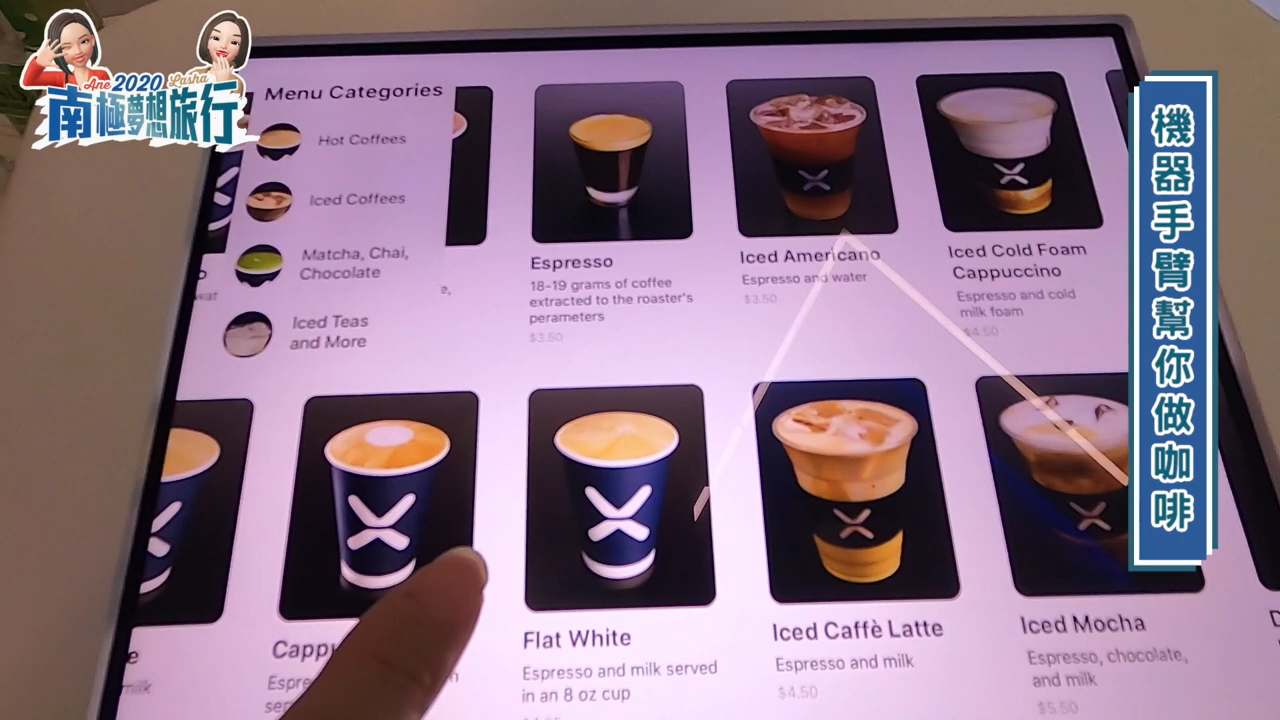 Ane 2020 Lasha
南極夢想旅行
Menu Categories
Hot Coffees
Iced Coffees
Matcha, Chai,
Chocolate
Iced Teas
and More
Espresso
18-19 grams of coffee
extracted to the roaster's
perameters
$3.50
Iced Americano
Espresso and water
$3.50
Iced Cold Foam
Cappuccino
Espresso and cold
milk foam
$4.50
Flat White
Espresso and milk served
in an 8 oz cup
Iced Caffè Latte
Espresso and milk
$4.50
Iced Mocha
Espresso, chocolate,
and milk
$5.50
機器手臂幫你做咖啡